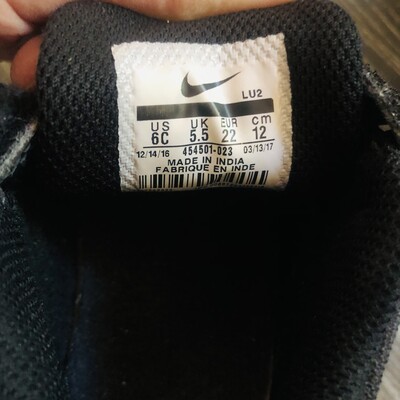 LU2
US UK EUR cm
6C 5.5 22 12
12/14/16 454501-023 03/13/17
MADE IN INDIA
FABRIQUE EN INDE